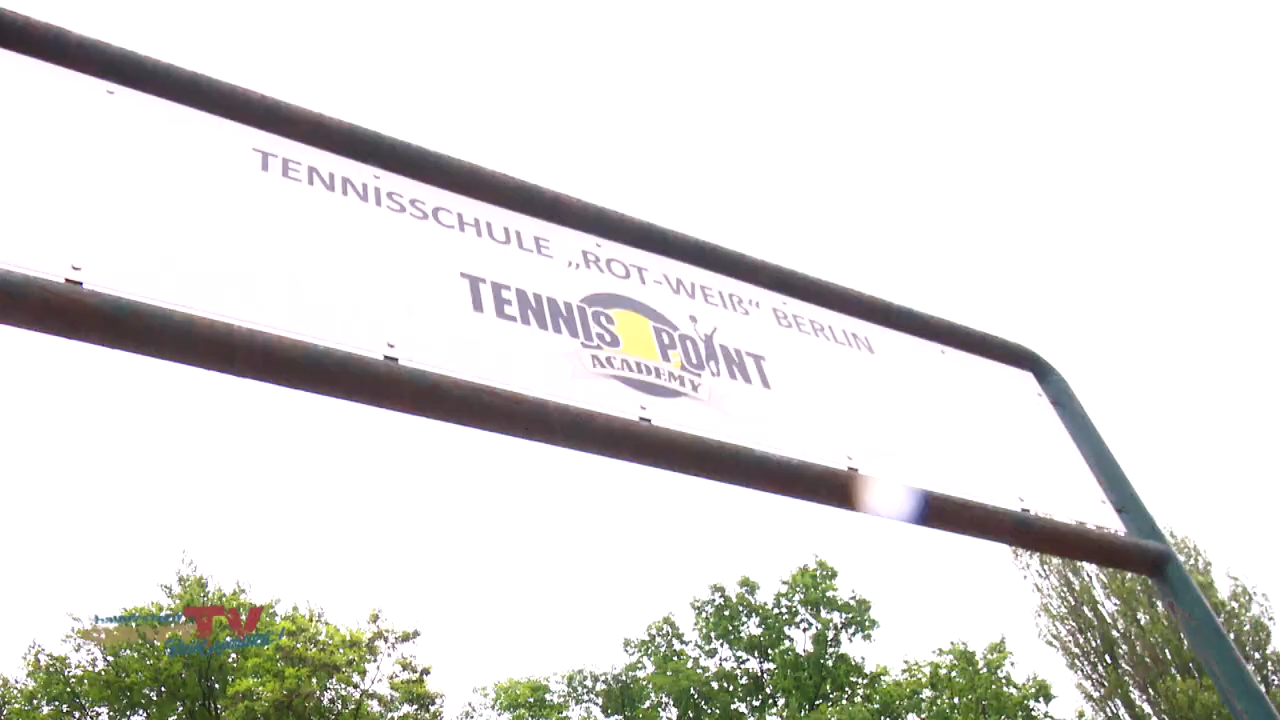 TENNISSCHULE „ROT-WEIß“ BERLIN
TENNIS POINT
ACADEMY
TV